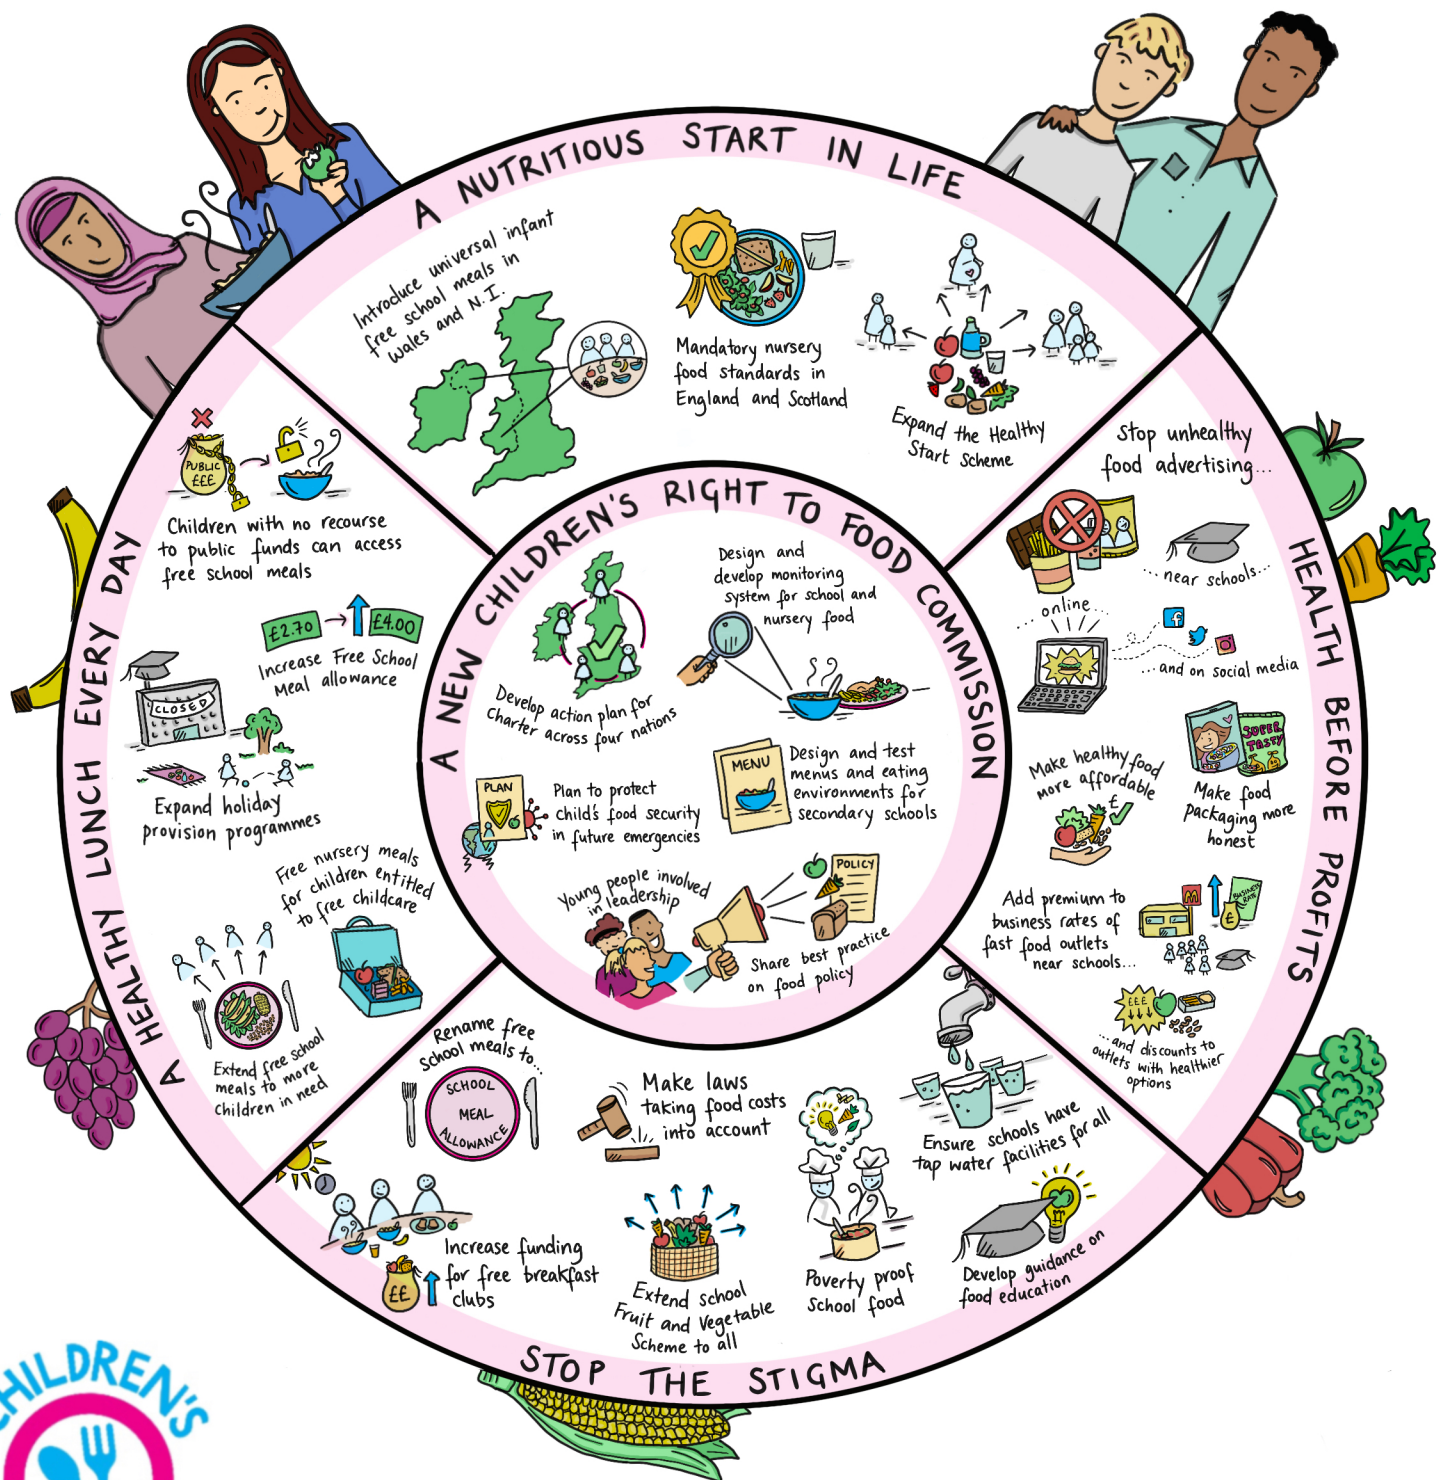 A NUTRITIOUS START IN LIFE
Introduce universal infant
free school meals in
Wales and N.I.
Mandatory nursery
food standards in
England and Scotland
Expand the Healthy
Start Scheme
HEALTH BEFORE PROFITS
Stop unhealthy
food advertising...
...near schools...
... online...
...and on social media
Make healthy food
more affordable
£
SUPER
TASTY
Make food
packaging more
honest
Add premium to
business rates of
fast food outlets
near schools...
M
£
BUSINESS
RATE
£££
...and discounts to
outlets with healthier
options
STOP THE STIGMA
Rename free
School meals to...
SCHOOL
MEAL
ALLOWANCE
Make laws
taking food costs
into account
Ensure schools have
tap water facilities for all
Increase funding
for free breakfast
clubs
££
Extend school
Fruit and Vegetable
Scheme to all
Poverty proof
School food
Develop guidance on
food education
A HEALTHY LUNCH EVERY DAY
PUBLIC
£££
Children with no recourse
to public funds can access
free school meals
£2.70
£4.00
Increase Free School
Meal allowance
CLOSED
Expand holiday
provision programmes
Free nursery meals
for children entitled
to free childcare
Extend free school
meals to more
children in need
A NEW CHILDREN'S RIGHT TO FOOD COMMISSION
Develop action plan for
Charter across four nations
Design and
develop monitoring
system for school and
nursery food
PLAN
Plan to protect
child's food security
in future emergencies
MENU
Design and test
menus and eating
environments for
secondary schools
Young people involved
in leadership
POLICY
Share best practice
on food policy
CHILDREN'S